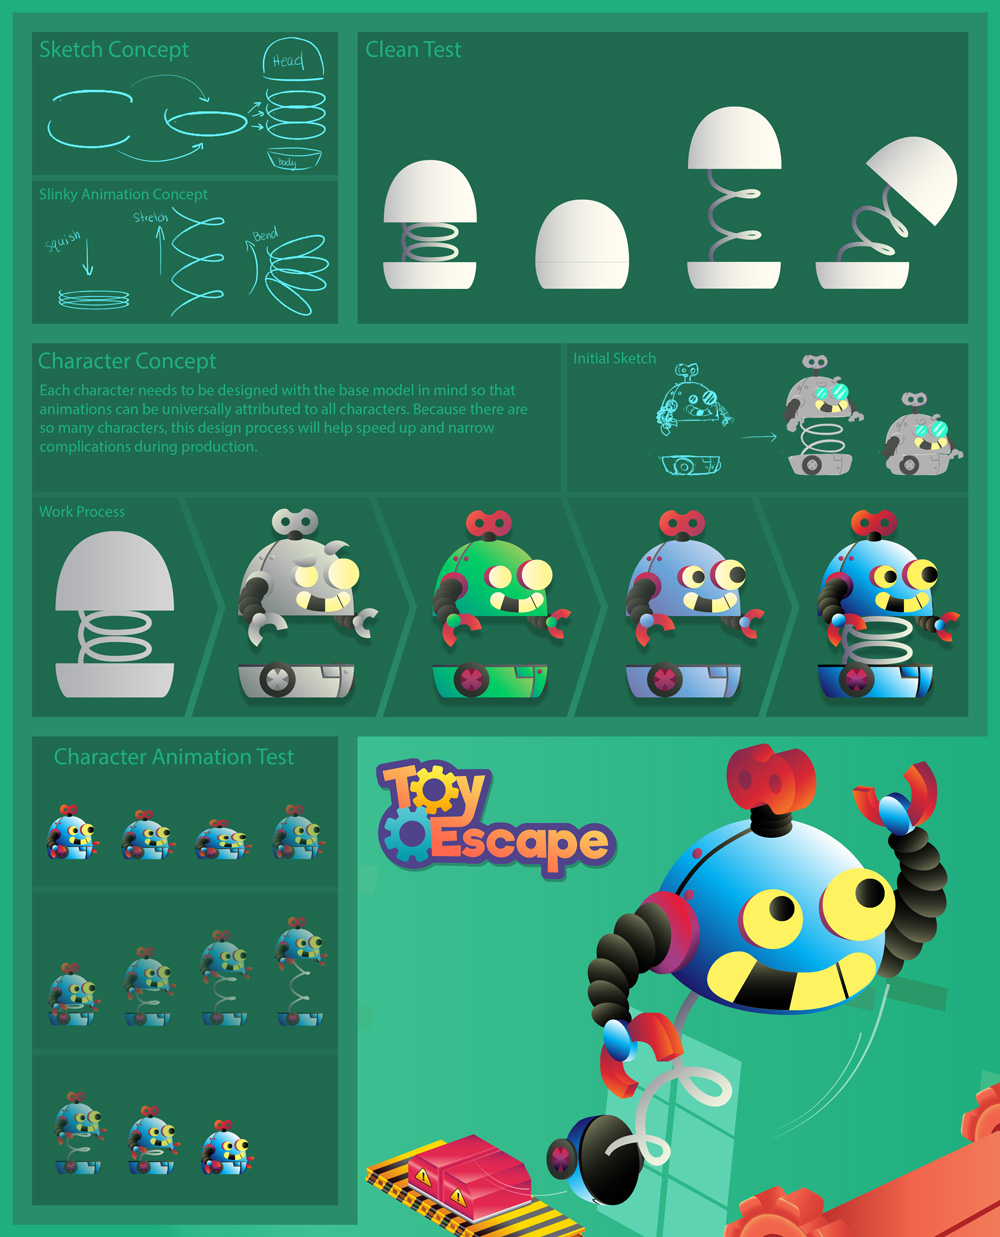 Sketch Concept
Head
Body
Slinky Animation Concept
Squish
Stretch
Bend
Clean Test
Character Concept
Each character needs to be designed with the base model in mind so that
animations can be universally attributed to all characters. Because there are
so many characters, this design process will help speed up and narrow
complications during production.
Initial Sketch
Work Process
Character Animation Test
Toy
Escape